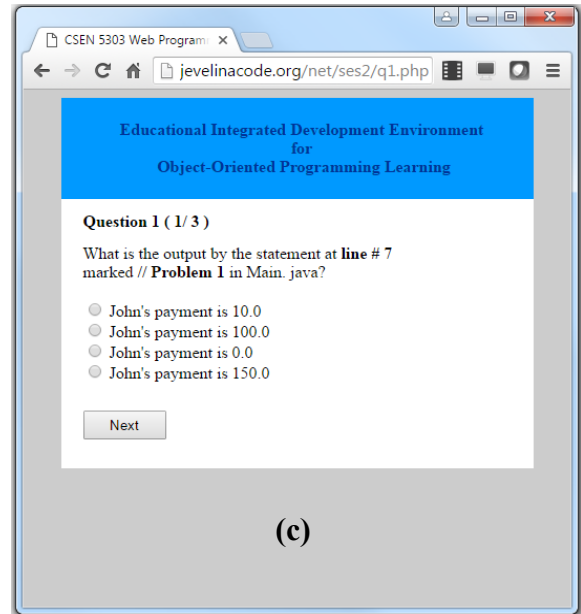 CSEN 5303 Web Program
jevelinacode.org/net/ses2/q1.php
Educational Integrated Development Environment
for
Object-Oriented Programming Learning
Question 1 ( 1/ 3 )
What is the output by the statement at line # 7
marked // Problem 1 in Main. java?
John's payment is 10.0
John's payment is 100.0
John's payment is 0.0
John's payment is 150.0
Next
(c)